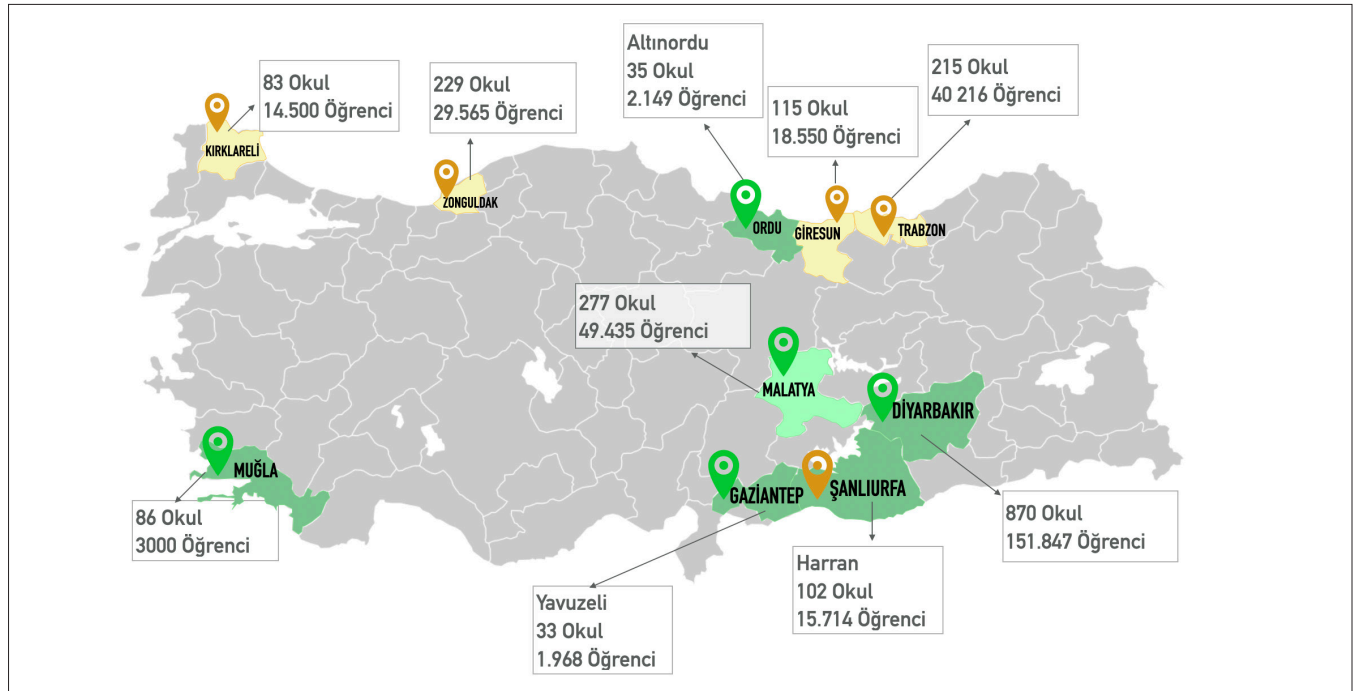 Altınordu
35 Okul
2.149 Öğrenci
215 Okul
40 216 Öğrenci
83 Okul
14.500 Öğrenci
229 Okul
29.565 Öğrenci
115 Okul
18.550 Öğrenci
KIRKLARELİ
ZONGULDAK
ORDU
GİRESUN
TRABZON
277 Okul
49.435 Öğrenci
MALATYA
DİYARBAKIR
MUĞLA
GAZİANTEP
ŞANLIURFA
86 Okul
3000 Öğrenci
870 Okul
151.847 Öğrenci
Harran
102 Okul
15.714 Öğrenci
Yavuzeli
33 Okul
1.968 Öğrenci